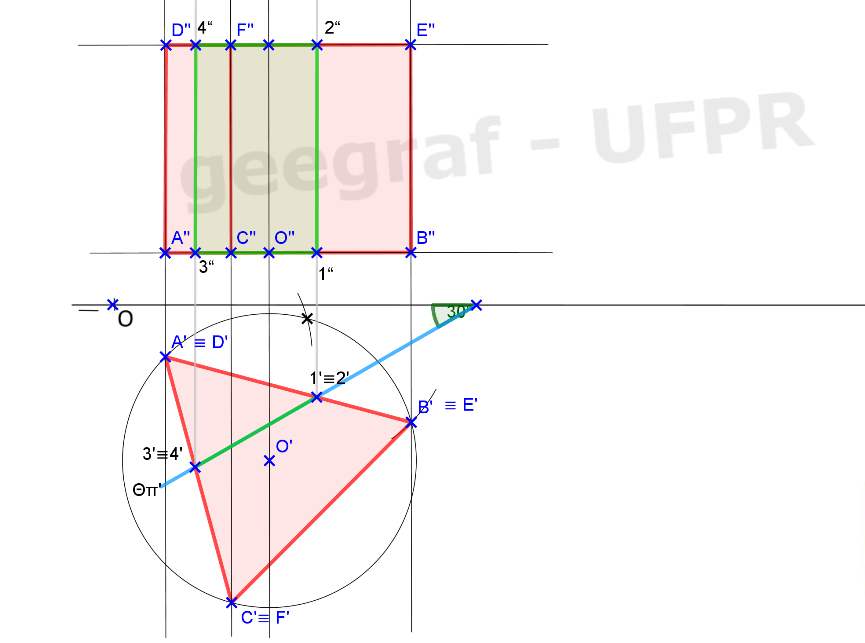 D" 4“ F" 2“ E"
geegraf - UFPR
A" C" O" B"
3“ 1“
O 30°
A' ≡ D'
1'≡2'
B' ≡ E'
3'≡4' O'
Θπ'
C'≡ F'